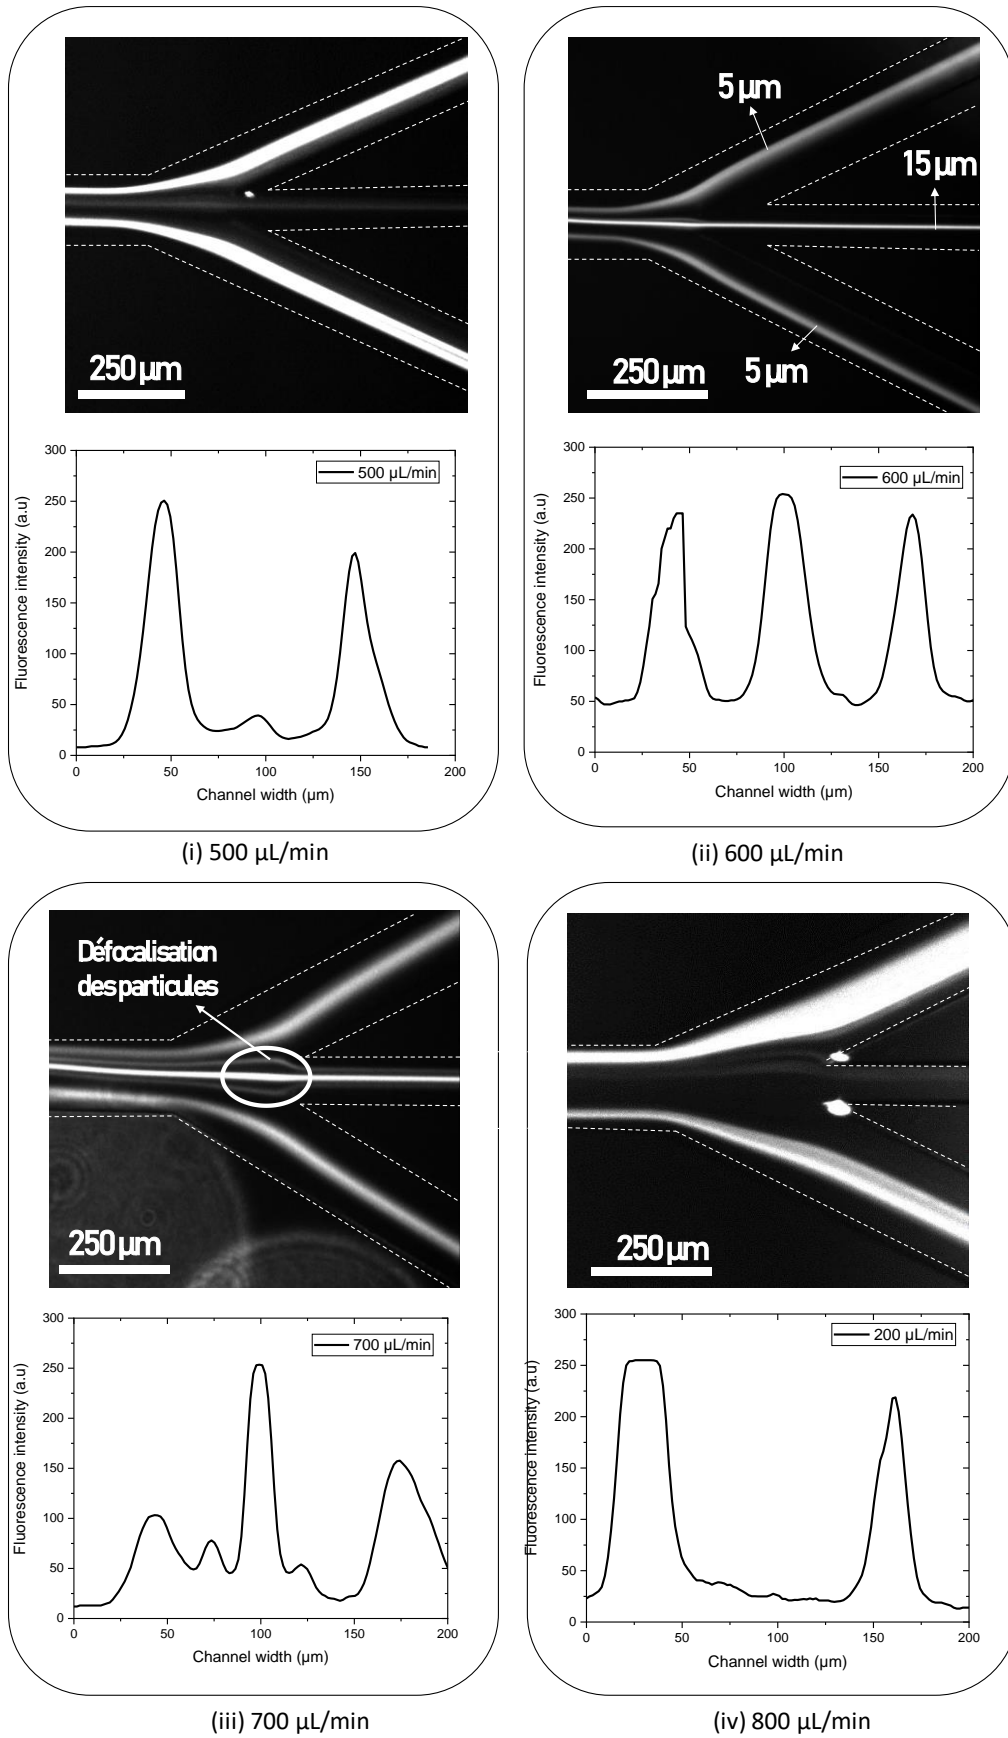 250 µm
300
250
200
150
100
50
0
0 50 100 150 200
Fluorescence intensity (a.u)
Channel width (µm)
500 µL/min
(i) 500 µL/min
5 µm
15 µm
5 µm
250 µm
300
250
200
150
100
50
0
0 50 100 150 200
Fluorescence intensity (a.u)
Channel width (µm)
600 µL/min
(ii) 600 µL/min
Défocalisation
des particules
250 µm
300
250
200
150
100
50
0
0 50 100 150 200
Fluorescence intensity (a.u)
Channel width (µm)
700 µL/min
(iii) 700 µL/min
250 µm
300
250
200
150
100
50
0
0 50 100 150 200
Fluorescence intensity (a.u)
Channel width (µm)
200 µL/min
(iv) 800 µL/min